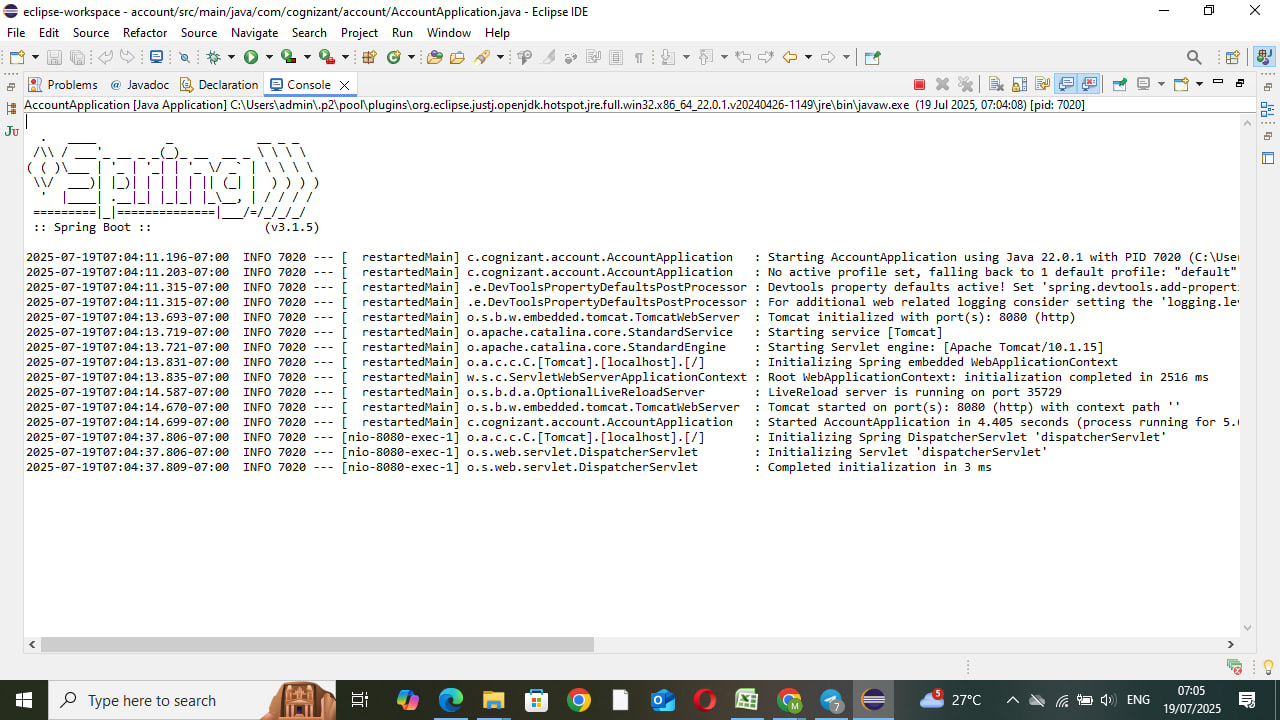 eclipse-workspace - account/src/main/java/com/cognizant/account/AccountApplication.java - Eclipse IDE
File Edit Source Refactor Source Navigate Search Project Run Window Help
Problems @ Javadoc Declaration Console
AccountApplication [Java Application] C:\Users\admin\.p2\pool\plugins\org.eclipse.justj.openjdk.hotspot.jre.full.win32.x86_64_22.0.1.v20240426-1149\jre\bin\javaw.exe (19 Jul 2025, 07:04:08) [pid: 7020]
Ju
  .   ____          _            __ _ _
 /\\ / ___'_ __ _ _(_)_ __  __ _ \ \ \ \
( ( )\___ | '_ | '_| | '_ \/ _` | \ \ \ \
 \\/  ___)| |_)| | | | | || (_| |  ) ) ) )
  '  |____| .__|_| |_|_| |_\__, | / / / /
 =========|_|==============|___/=/_/_/_/
 :: Spring Boot ::                (v3.1.5)
2025-07-19T07:04:11.196-07:00  INFO 7020 --- [  restartedMain] c.cognizant.account.AccountApplication   : Starting AccountApplication using Java 22.0.1 with PID 7020 (C:\Use
2025-07-19T07:04:11.203-07:00  INFO 7020 --- [  restartedMain] c.cognizant.account.AccountApplication   : No active profile set, falling back to 1 default profile: "default"
2025-07-19T07:04:11.315-07:00  INFO 7020 --- [  restartedMain] .e.DevToolsPropertyDefaultsPostProcessor : Devtools property defaults active! Set 'spring.devtools.add-properti
2025-07-19T07:04:11.315-07:00  INFO 7020 --- [  restartedMain] .e.DevToolsPropertyDefaultsPostProcessor : For additional web related logging consider setting the 'logging.lev
2025-07-19T07:04:13.693-07:00  INFO 7020 --- [  restartedMain] o.s.b.w.embedded.tomcat.TomcatWebServer  : Tomcat initialized with port(s): 8080 (http)
2025-07-19T07:04:13.719-07:00  INFO 7020 --- [  restartedMain] o.apache.catalina.core.StandardService   : Starting service [Tomcat]
2025-07-19T07:04:13.721-07:00  INFO 7020 --- [  restartedMain] o.apache.catalina.core.StandardEngine    : Starting Servlet engine: [Apache Tomcat/10.1.15]
2025-07-19T07:04:13.831-07:00  INFO 7020 --- [  restartedMain] o.a.c.c.C.[Tomcat].[localhost].[/]       : Initializing Spring embedded WebApplicationContext
2025-07-19T07:04:13.835-07:00  INFO 7020 --- [  restartedMain] w.s.c.ServletWebServerApplicationContext : Root WebApplicationContext: initialization completed in 2516 ms
2025-07-19T07:04:14.587-07:00  INFO 7020 --- [  restartedMain] o.s.b.d.a.OptionalLiveReloadServer       : LiveReload server is running on port 35729
2025-07-19T07:04:14.670-07:00  INFO 7020 --- [  restartedMain] o.s.b.w.embedded.tomcat.TomcatWebServer  : Tomcat started on port(s): 8080 (http) with context path ''
2025-07-19T07:04:14.699-07:00  INFO 7020 --- [  restartedMain] c.cognizant.account.AccountApplication   : Started AccountApplication in 4.405 seconds (process running for 5.0
2025-07-19T07:04:37.806-07:00  INFO 7020 --- [nio-8080-exec-1] o.a.c.c.C.[Tomcat].[localhost].[/]       : Initializing Spring DispatcherServlet 'dispatcherServlet'
2025-07-19T07:04:37.806-07:00  INFO 7020 --- [nio-8080-exec-1] o.s.web.servlet.DispatcherServlet        : Initializing Servlet 'dispatcherServlet'
2025-07-19T07:04:37.809-07:00  INFO 7020 --- [nio-8080-exec-1] o.s.web.servlet.DispatcherServlet        : Completed initialization in 3 ms
Type here to search
M
7
5
27°C
ENG
07:05
19/07/2025